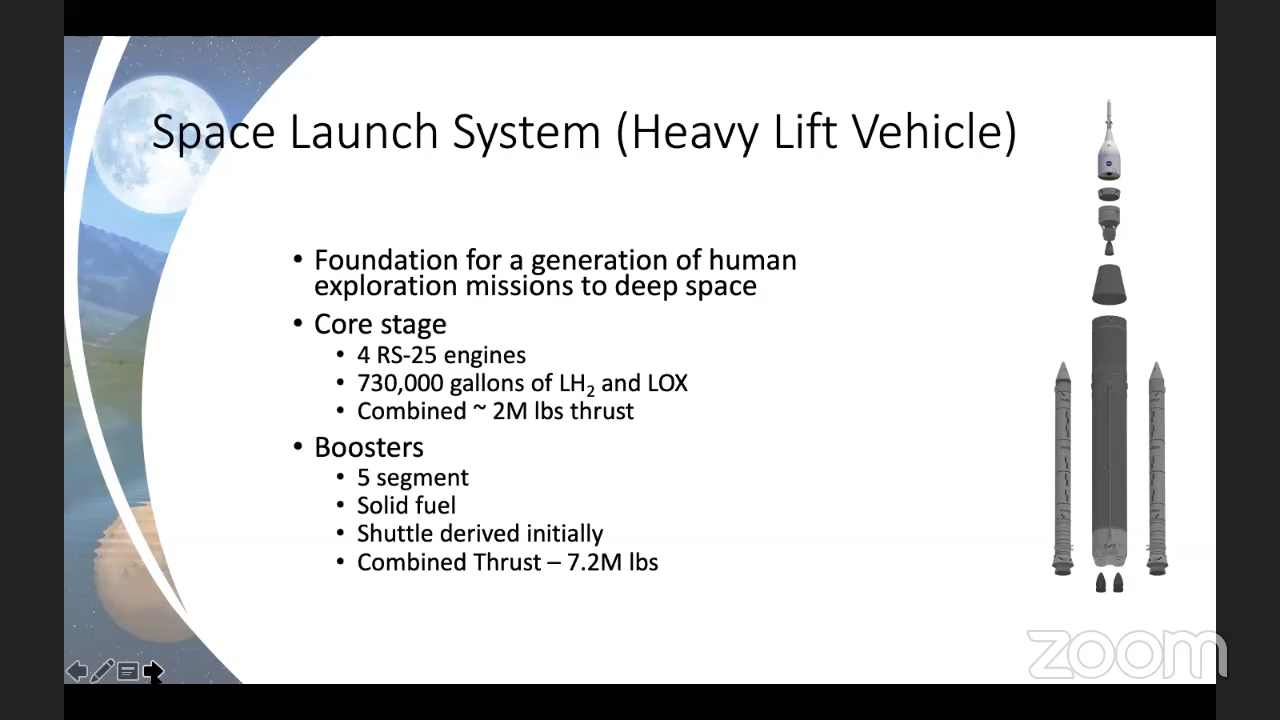 Space Launch System (Heavy Lift Vehicle)
• Foundation for a generation of human
exploration missions to deep space
• Core stage
• 4 RS-25 engines
• 730,000 gallons of LH₂ and LOX
• Combined ~ 2M lbs thrust
• Boosters
• 5 segment
• Solid fuel
• Shuttle derived initially
• Combined Thrust – 7.2M lbs
zoom